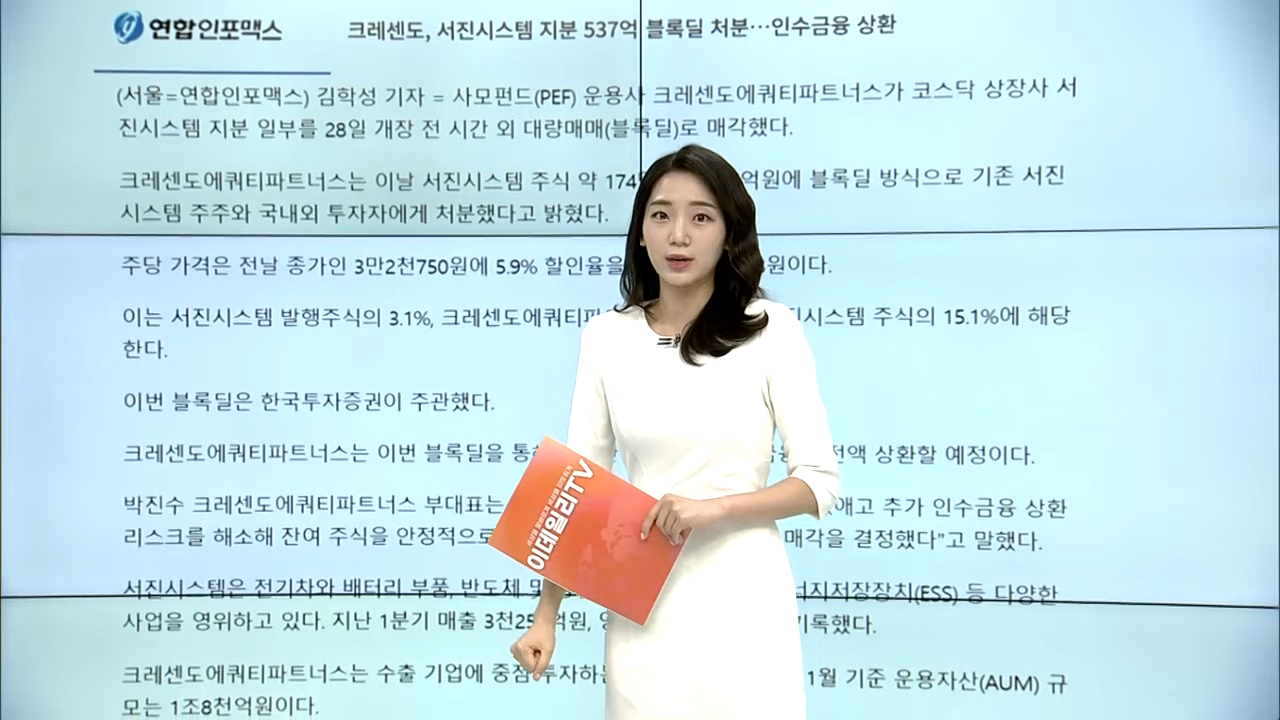 연합인포맥스
크레센도, 서진시스템 지분 537억 블록딜 처분…인수금융 상환
(서울=연합인포맥스) 김학성 기자 = 사모펀드(PEF) 운용사 크레센도에쿼티파트너스가 코스닥 상장사 서
진시스템 지분 일부를 28일 개장 전 시간 외 대량매매(블록딜)로 매각했다.
크레센도에쿼티파트너스는 이날 서진시스템 주식 약 174 억원에 블록딜 방식으로 기존 서진
시스템 주주와 국내외 투자자에게 처분했다고 밝혔다.
주당 가격은 전날 종가인 3만2천750원에 5.9% 할인율을 원이다.
이는 서진시스템 발행주식의 3.1%, 크레센도에쿼티파 시스템 주식의 15.1%에 해당
한다.
이번 블록딜은 한국투자증권이 주관했다.
크레센도에쿼티파트너스는 이번 블록딜을 전액 상환할 예정이다.
박진수 크레센도에쿼티파트너스 부대표는 없애고 추가 인수금융 상환
리스크를 해소해 잔여 주식을 안정적으로 매각을 결정했다"고 말했다.
서진시스템은 전기차와 배터리 부품, 반도체 및 너지저장장치(ESS) 등 다양한
사업을 영위하고 있다. 지난 1분기 매출 3천25 억원, 기록했다.
크레센도에쿼티파트너스는 수출 기업에 중점 투자하는 1월 기준 운용자산(AUM) 규
모는 1조8천억원이다.
이데일리TV